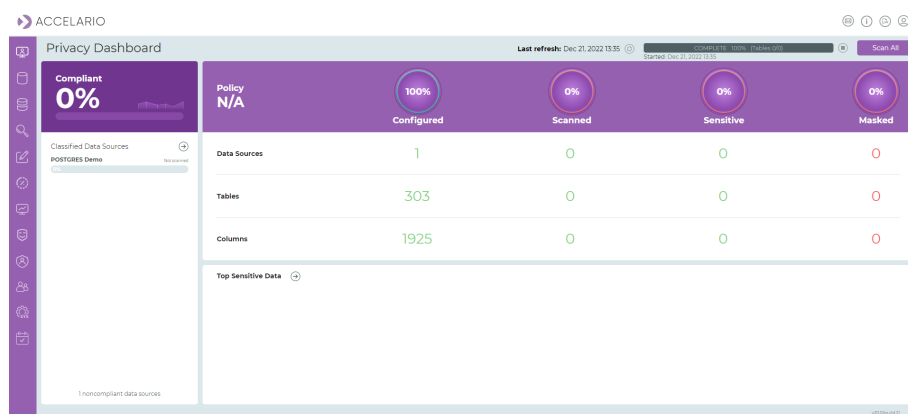 ACCELARIO
Privacy Dashboard
Last refresh: Dec 21, 2022 13:35
COMPLETE 100% (Tables 0/0)
Started: Dec 21, 2022 13:35
Scan All
Compliant
0%
Policy
N/A
100%
Configured
0%
Scanned
0%
Sensitive
0%
Masked
Classified Data Sources
POSTGRES Demo
Not scanned
0%
Data Sources 1 0 0 0
Tables 303 0 0 0
Columns 1925 0 0 0
Top Sensitive Data
1 noncompliant data sources